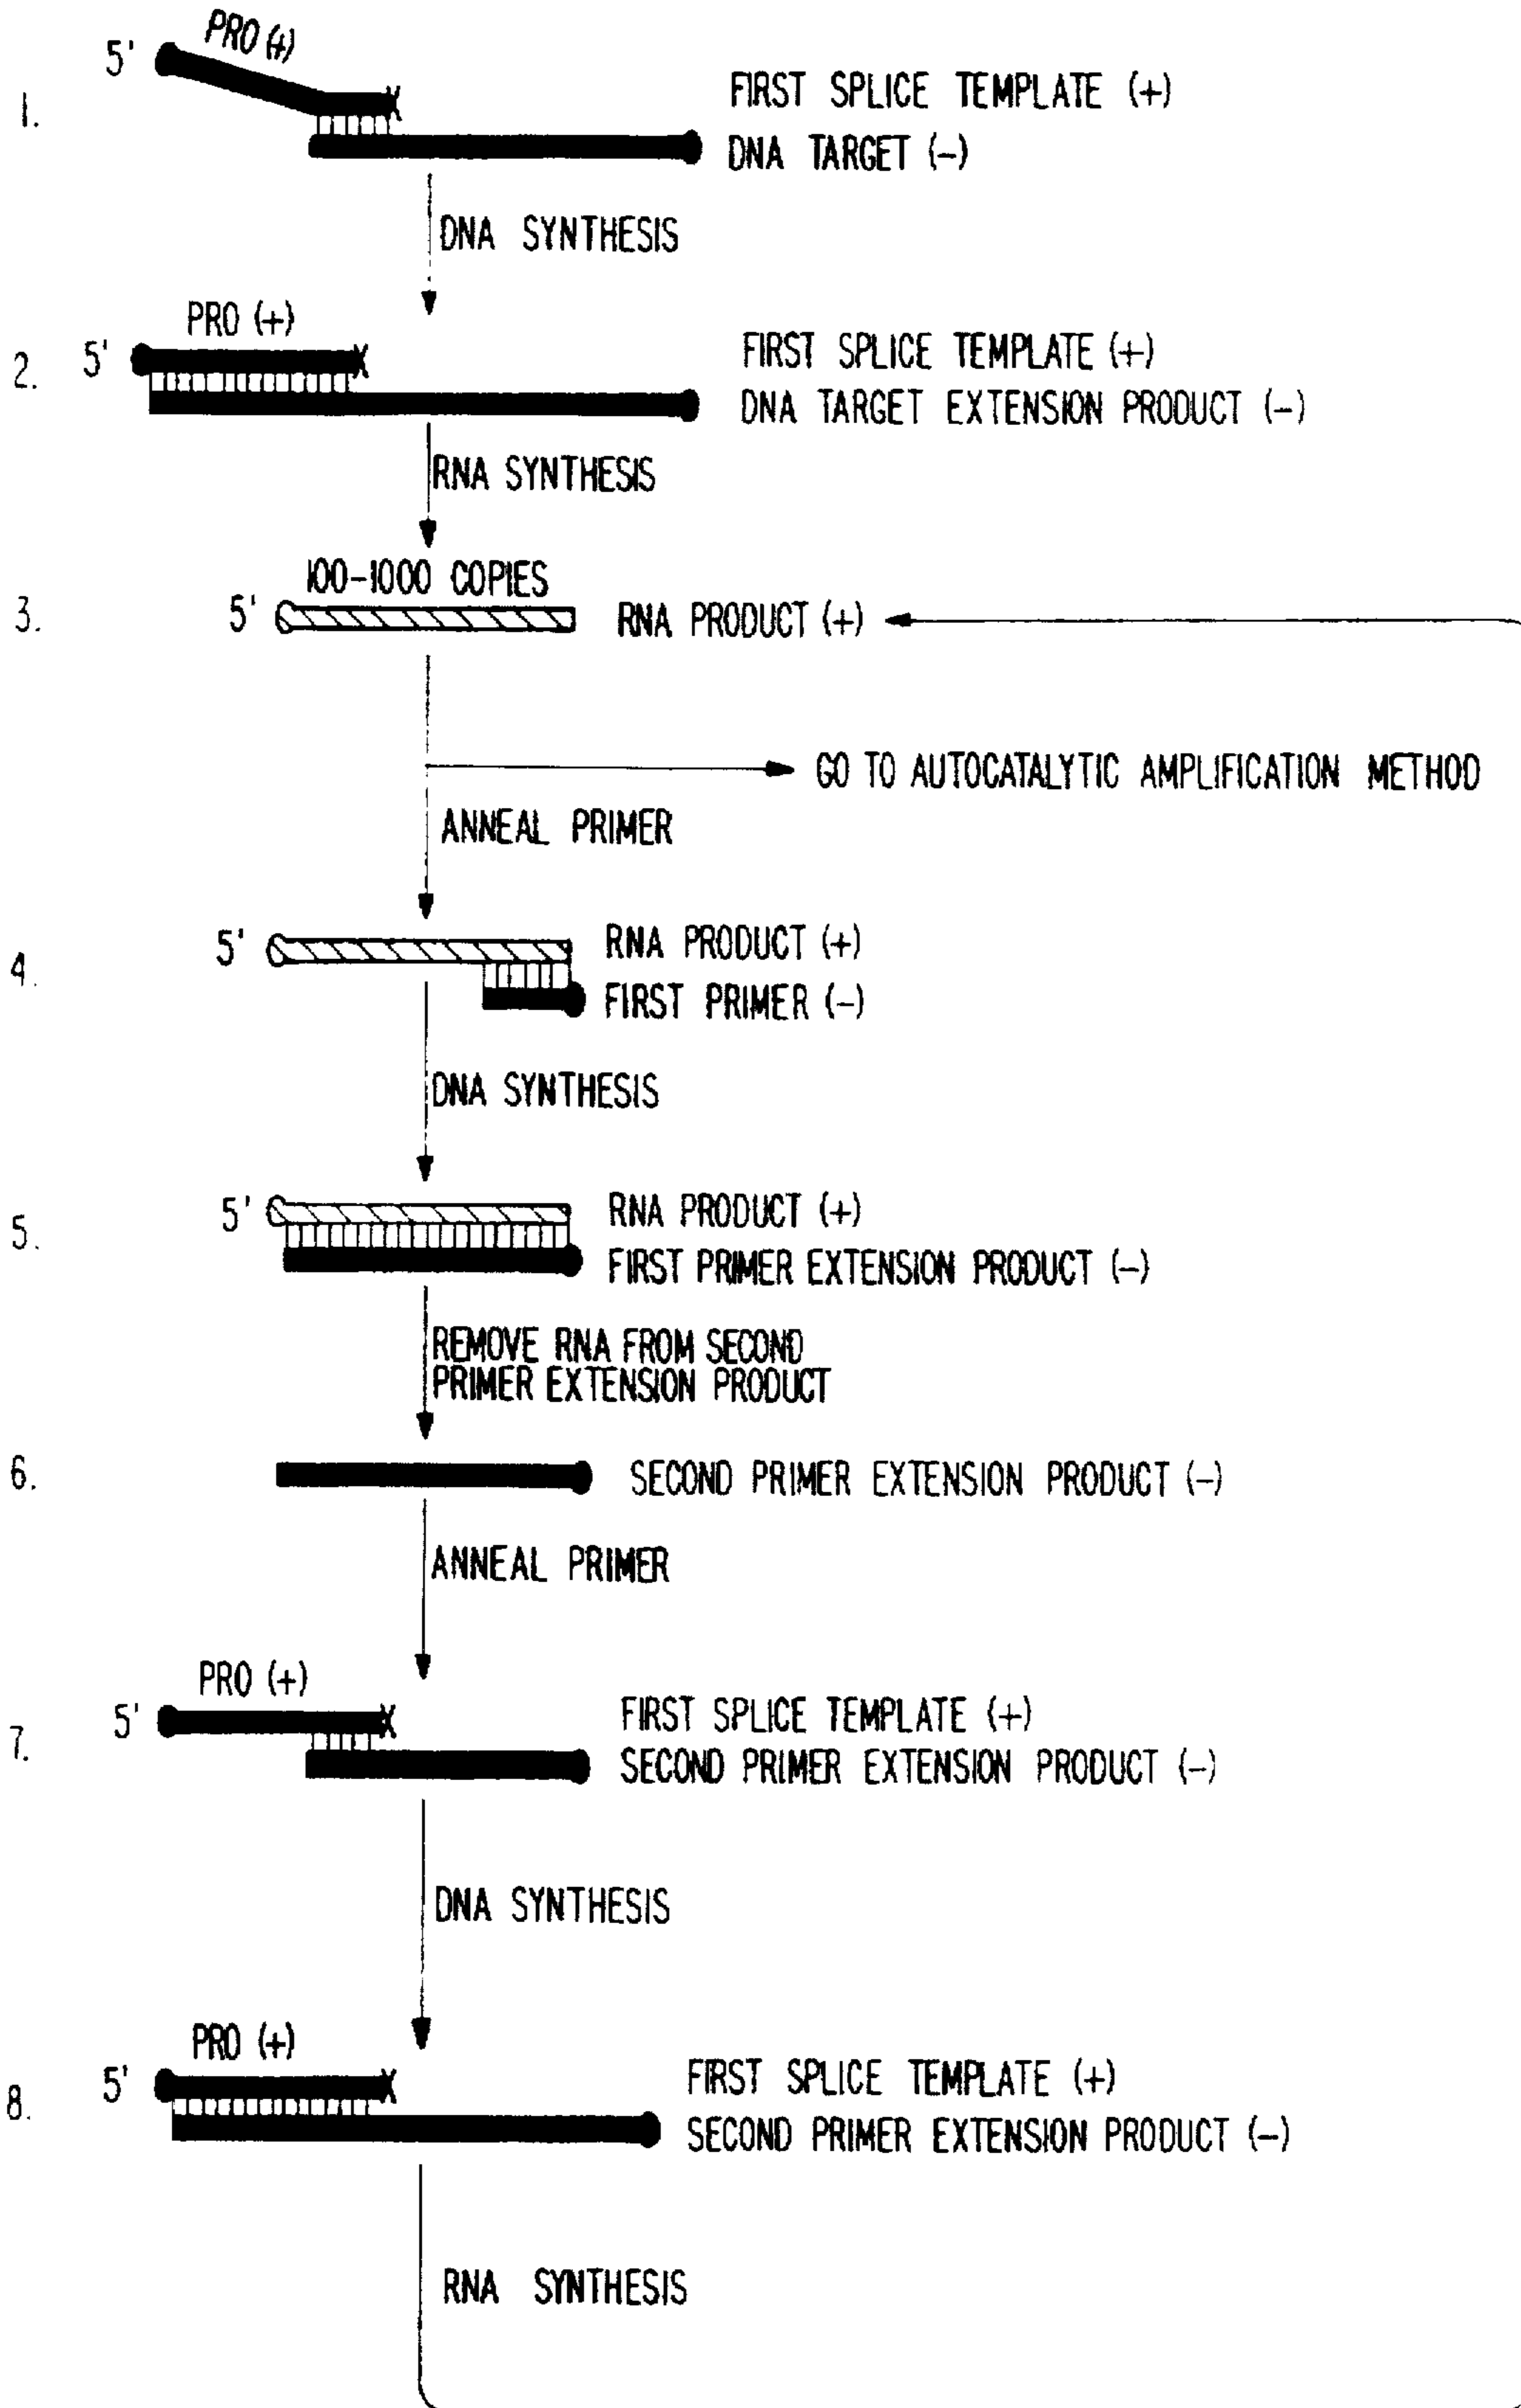 PRO (+)
5'
1.
FIRST SPLICE TEMPLATE (+)
DNA TARGET (-)
DNA SYNTHESIS
PRO (+)
2.
5'
FIRST SPLICE TEMPLATE (+)
DNA TARGET EXTENSION PRODUCT (-)
RNA SYNTHESIS
100-1000 COPIES
3.
5'
RNA PRODUCT (+)
GO TO AUTOCATALYTIC AMPLIFICATION METHOD
ANNEAL PRIMER
4.
5'
RNA PRODUCT (+)
FIRST PRIMER (-)
DNA SYNTHESIS
5.
5'
RNA PRODUCT (+)
FIRST PRIMER EXTENSION PRODUCT (-)
REMOVE RNA FROM SECOND
PRIMER EXTENSION PRODUCT
6.
SECOND PRIMER EXTENSION PRODUCT (-)
ANNEAL PRIMER
PRO (+)
7.
5'
FIRST SPLICE TEMPLATE (+)
SECOND PRIMER EXTENSION PRODUCT (-)
DNA SYNTHESIS
PRO (+)
8.
5'
FIRST SPLICE TEMPLATE (+)
SECOND PRIMER EXTENSION PRODUCT (-)
RNA SYNTHESIS